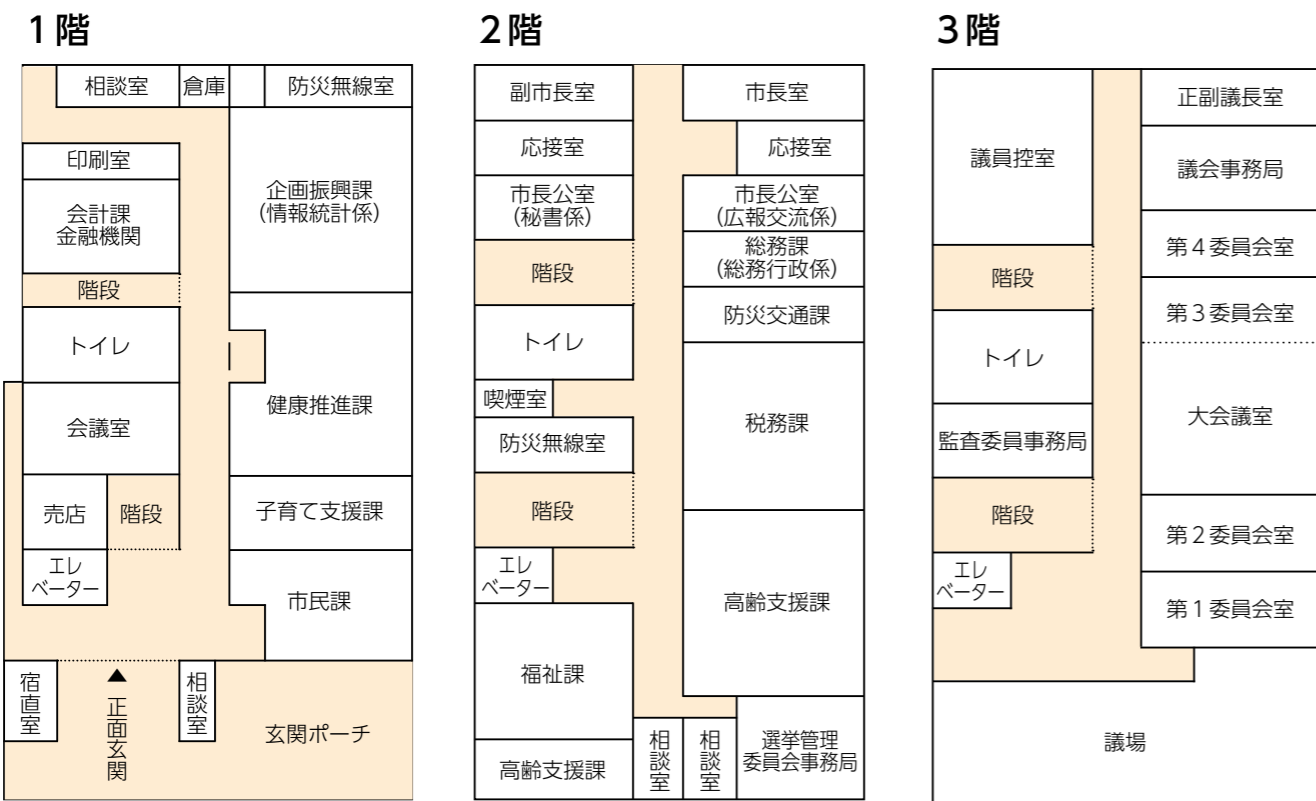 1階
相談室
倉庫
防災無線室
印刷室
企画振興課
(情報統計係)
会計課
金融機関
階段
トイレ
健康推進課
会議室
売店
階段
子育て支援課
エレ
ベーター
市民課
宿直室
▲
正面玄関
相談室
玄関ポーチ
2階
副市長室
市長室
応接室
応接室
市長公室
(秘書係)
市長公室
(広報交流係)
総務課
(総務行政係)
階段
防災交通課
トイレ
喫煙室
税務課
防災無線室
階段
エレ
ベーター
高齢支援課
福祉課
高齢支援課
相談室
相談室
選挙管理
委員会事務局
3階
正副議長室
議員控室
議会事務局
第4委員会室
階段
第3委員会室
トイレ
大会議室
監査委員事務局
階段
第2委員会室
エレ
ベーター
第1委員会室
議場